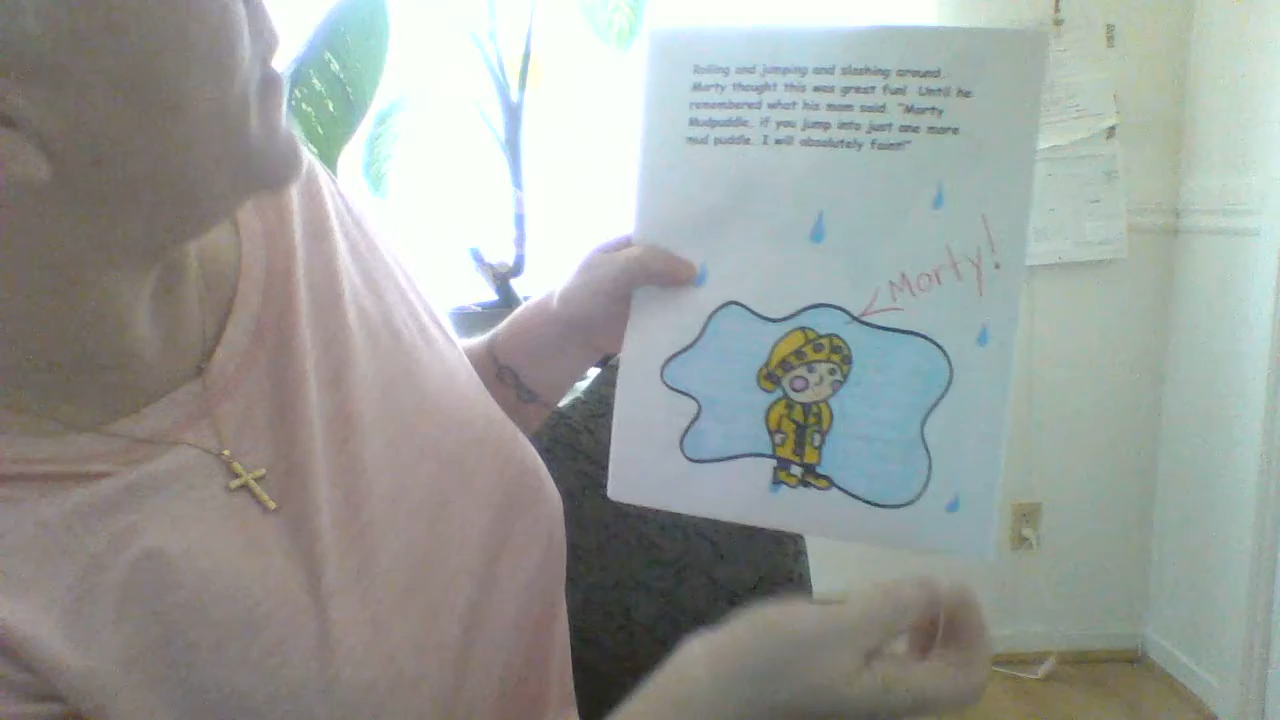 Rolling and jumping and slashing around,
Morty thought this was great fun! Until he
remembered what his mom said. "Morty
Mudpuddle, if you jump into just one more
mud puddle, I will absolutely faint!"
Morty!